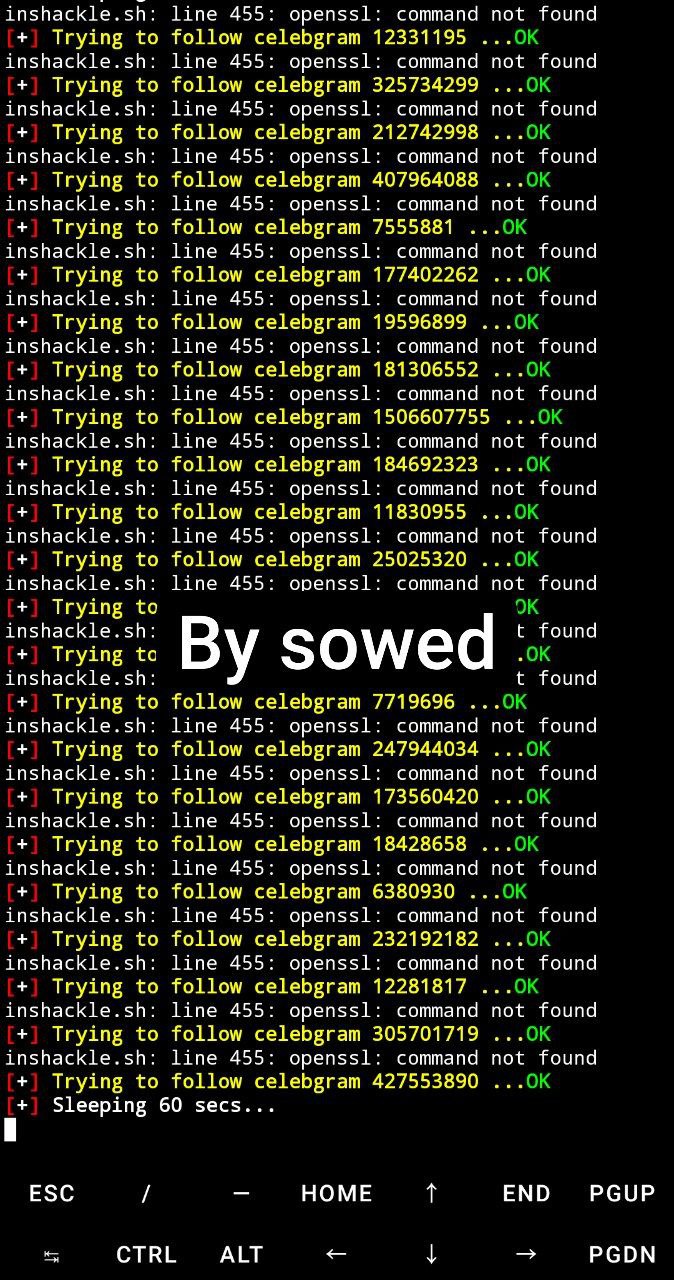 inshackle.sh: line 455: openssl: command not found
[+] Trying to follow celebgram 12331195 ...OK
inshackle.sh: line 455: openssl: command not found
[+] Trying to follow celebgram 325734299 ...OK
inshackle.sh: line 455: openssl: command not found
[+] Trying to follow celebgram 212742998 ...OK
inshackle.sh: line 455: openssl: command not found
[+] Trying to follow celebgram 407964088 ...OK
inshackle.sh: line 455: openssl: command not found
[+] Trying to follow celebgram 7555881 ...OK
inshackle.sh: line 455: openssl: command not found
[+] Trying to follow celebgram 177402262 ...OK
inshackle.sh: line 455: openssl: command not found
[+] Trying to follow celebgram 19596899 ...OK
inshackle.sh: line 455: openssl: command not found
[+] Trying to follow celebgram 181306552 ...OK
inshackle.sh: line 455: openssl: command not found
[+] Trying to follow celebgram 1506607755 ...OK
inshackle.sh: line 455: openssl: command not found
[+] Trying to follow celebgram 184692323 ...OK
inshackle.sh: line 455: openssl: command not found
[+] Trying to follow celebgram 11830955 ...OK
inshackle.sh: line 455: openssl: command not found
[+] Trying to follow celebgram 25025320 ...OK
inshackle.sh: line 455: openssl: command not found
[+] Trying to OK
inshackle.sh: t found
[+] Trying to .OK
inshackle.sh: t found
By sowed
[+] Trying to follow celebgram 7719696 ...OK
inshackle.sh: line 455: openssl: command not found
[+] Trying to follow celebgram 247944034 ...OK
inshackle.sh: line 455: openssl: command not found
[+] Trying to follow celebgram 173560420 ...OK
inshackle.sh: line 455: openssl: command not found
[+] Trying to follow celebgram 18428658 ...OK
inshackle.sh: line 455: openssl: command not found
[+] Trying to follow celebgram 6380930 ...OK
inshackle.sh: line 455: openssl: command not found
[+] Trying to follow celebgram 232192182 ...OK
inshackle.sh: line 455: openssl: command not found
[+] Trying to follow celebgram 12281817 ...OK
inshackle.sh: line 455: openssl: command not found
[+] Trying to follow celebgram 305701719 ...OK
inshackle.sh: line 455: openssl: command not found
[+] Trying to follow celebgram 427553890 ...OK
[+] Sleeping 60 secs...
ESC / — HOME ↑ END PGUP
⇆ CTRL ALT ← ↓ → PGDN